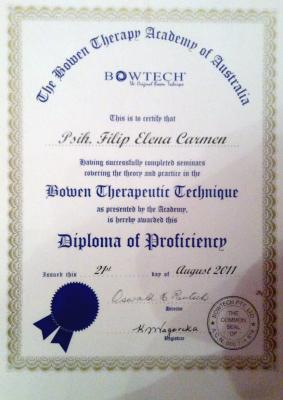 The Bowen Therapy Academy of Australia
BOWTECH
The Original Bowen Technique
This is to certify that
Psih. Filip Elena Carmen
Having successfully completed seminars
covering the theory and practice in the
Bowen Therapeutic Technique
as presented by the Academy,
is hereby awarded this
Diploma of Proficiency
Issued this 21st day of August 2011
Director
Registrar
BOWTECH PTY LTD
THE
COMMON
SEAL
OF
A.C.N.